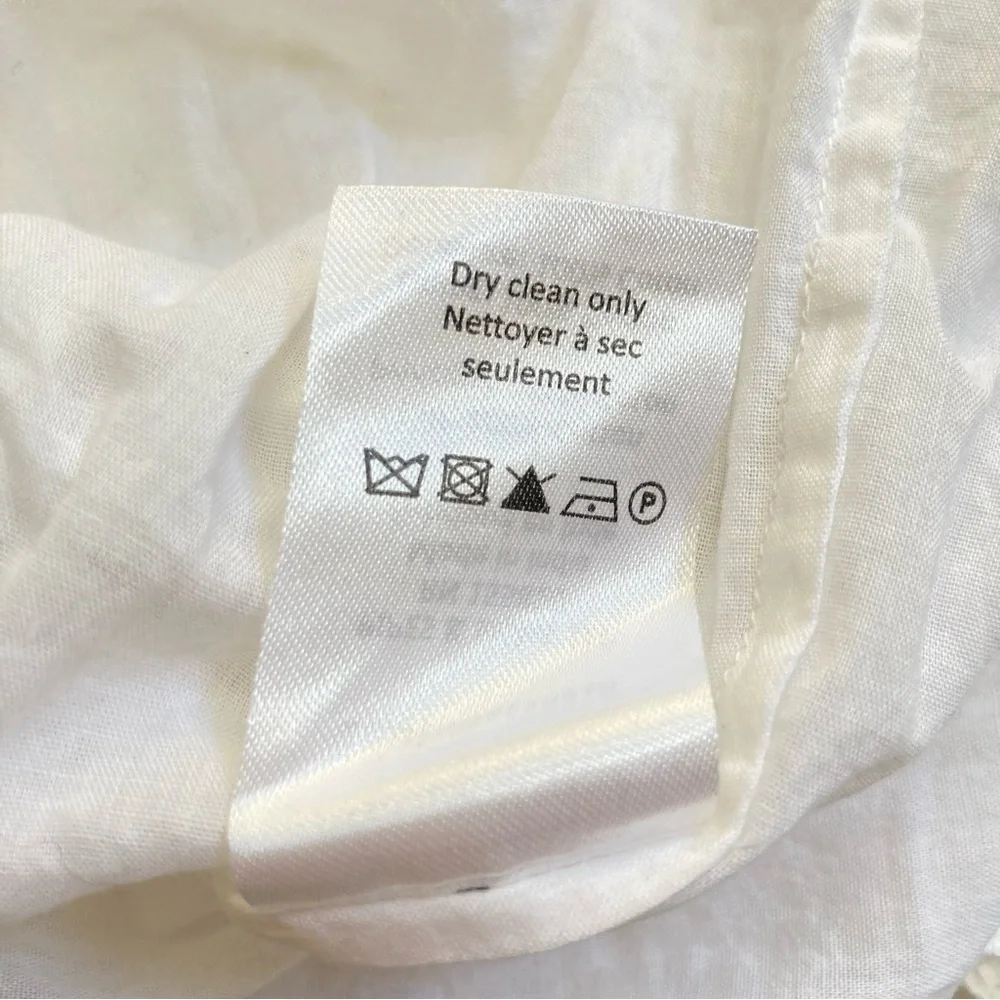 Dry clean only
Nettoyer à sec
seulement
P